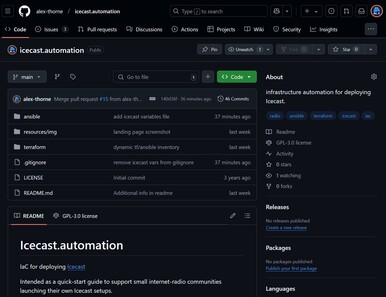 alex-thorne / icecast.automation
Type / to search
Code
Issues 3
Pull requests
Discussions
Actions
Projects
Wiki
Security
Insights
icecast.automation Public
Pin
Unwatch 1
Star 0
main
Go to file
Code
alex-thorne Merge pull request #15 from alex-th
36 minutes ago
46 Commits
ansible add icecast variables file 37 minutes ago
resources/img landing page screenshot last week
terraform dynamic tf/ansible inventory last week
.gitignore remove icecast vars from gitignore 37 minutes ago
LICENSE Initial commit 3 years ago
README.md Additional info in readme last week
README
GPL-3.0 license
Icecast.automation
IaC for deploying Icecast
Intended as a quick-start guide to support small internet-radio communities
launching their own Icecast setups.
About
infrastructure automation for deploying
Icecast.
radio ansible terraform icecast iac
Readme
GPL-3.0 license
Activity
0 stars
1 watching
0 forks
Releases
No releases published
Create a new release
Packages
No packages published
Publish your first package
Languages